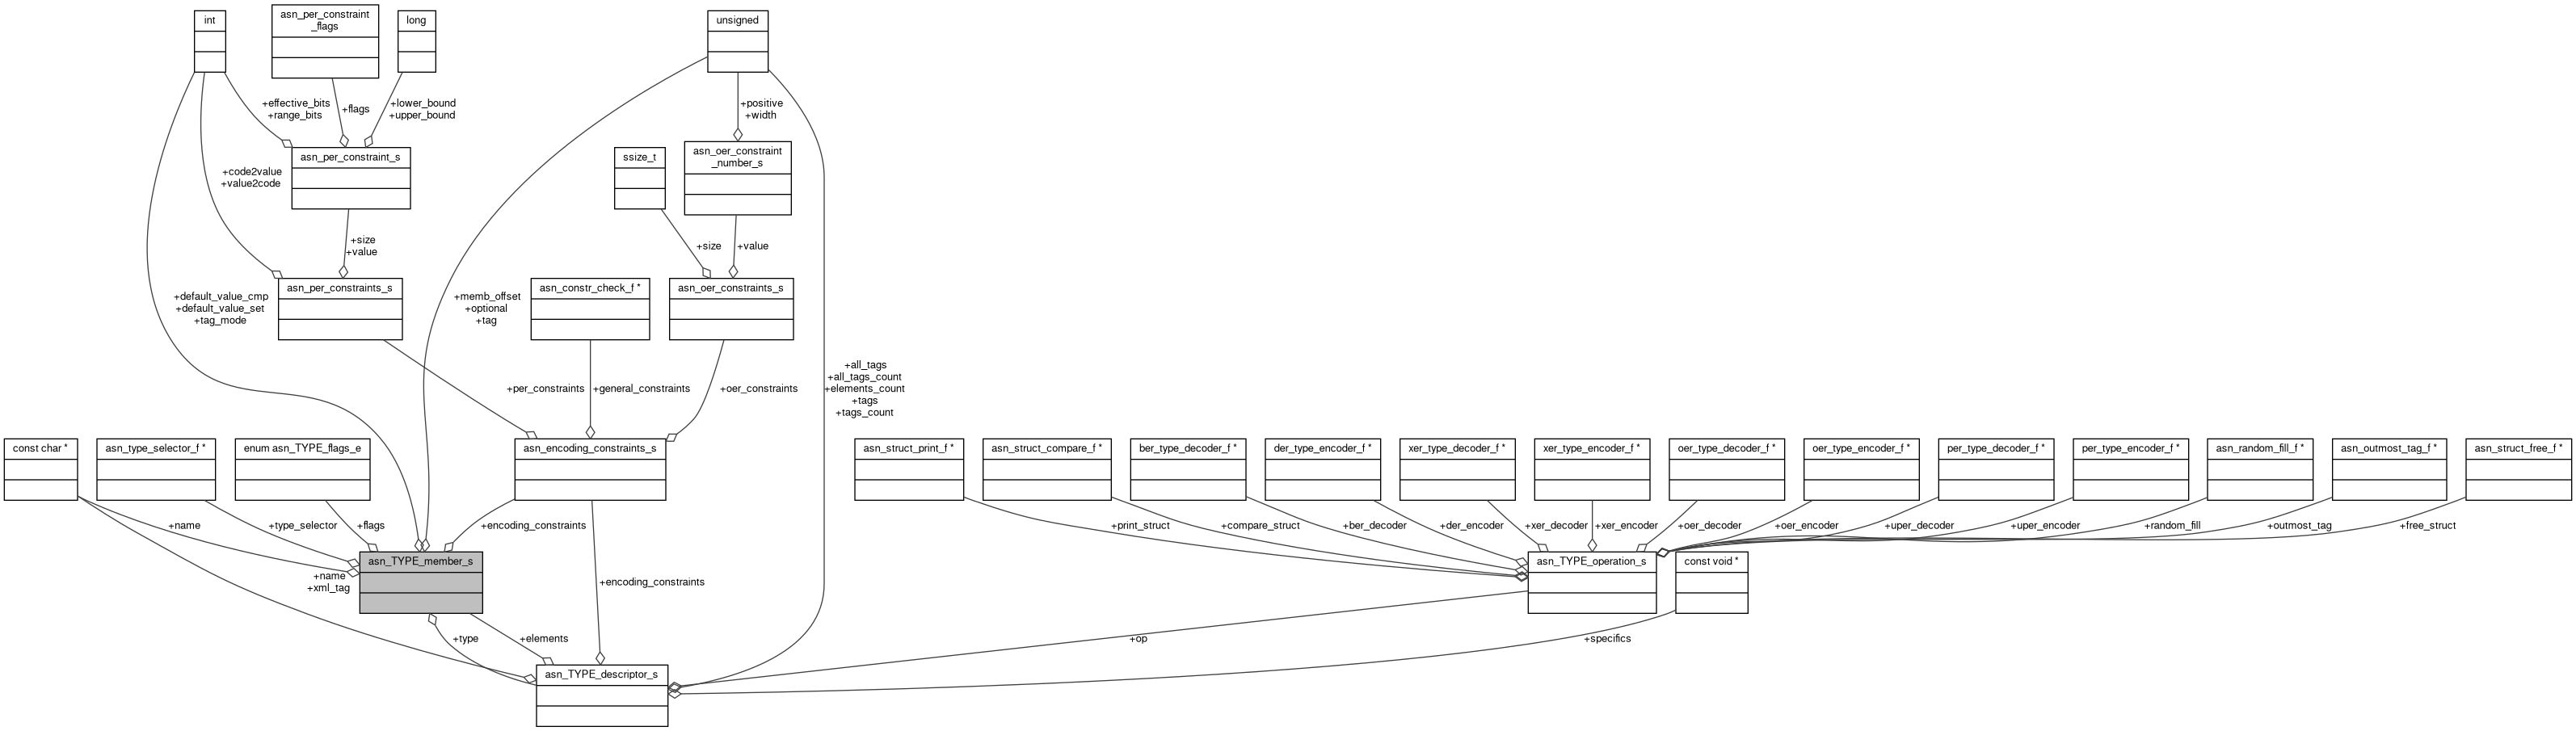 int
asn_per_constraint
_flags
long
unsigned
+effective_bits
+range_bits
+flags
+lower_bound
+upper_bound
+positive
+width
asn_per_constraint_s
ssize_t
asn_oer_constraint
_number_s
+code2value
+value2code
+size
+value
+size
+value
asn_per_constraints_s
asn_constr_check_f *
asn_oer_constraints_s
+default_value_cmp
+default_value_set
+tag_mode
+memb_offset
+optional
+tag
+per_constraints
+general_constraints
+oer_constraints
+all_tags
+all_tags_count
+elements_count
+tags
+tags_count
const char *
asn_type_selector_f *
enum asn_TYPE_flags_e
asn_encoding_constraints_s
asn_struct_print_f *
asn_struct_compare_f *
ber_type_decoder_f *
der_type_encoder_f *
xer_type_decoder_f *
xer_type_encoder_f *
oer_type_decoder_f *
oer_type_encoder_f *
per_type_decoder_f *
per_type_encoder_f *
asn_random_fill_f *
asn_outmost_tag_f *
asn_struct_free_f *
+name
+type_selector
+flags
+encoding_constraints
+print_struct
+compare_struct
+ber_decoder
+der_encoder
+xer_decoder
+xer_encoder
+oer_decoder
+oer_encoder
+uper_decoder
+uper_encoder
+random_fill
+outmost_tag
+free_struct
asn_TYPE_member_s
asn_TYPE_operation_s
const void *
+name
+xml_tag
+encoding_constraints
+type
+elements
+op
+specifics
asn_TYPE_descriptor_s